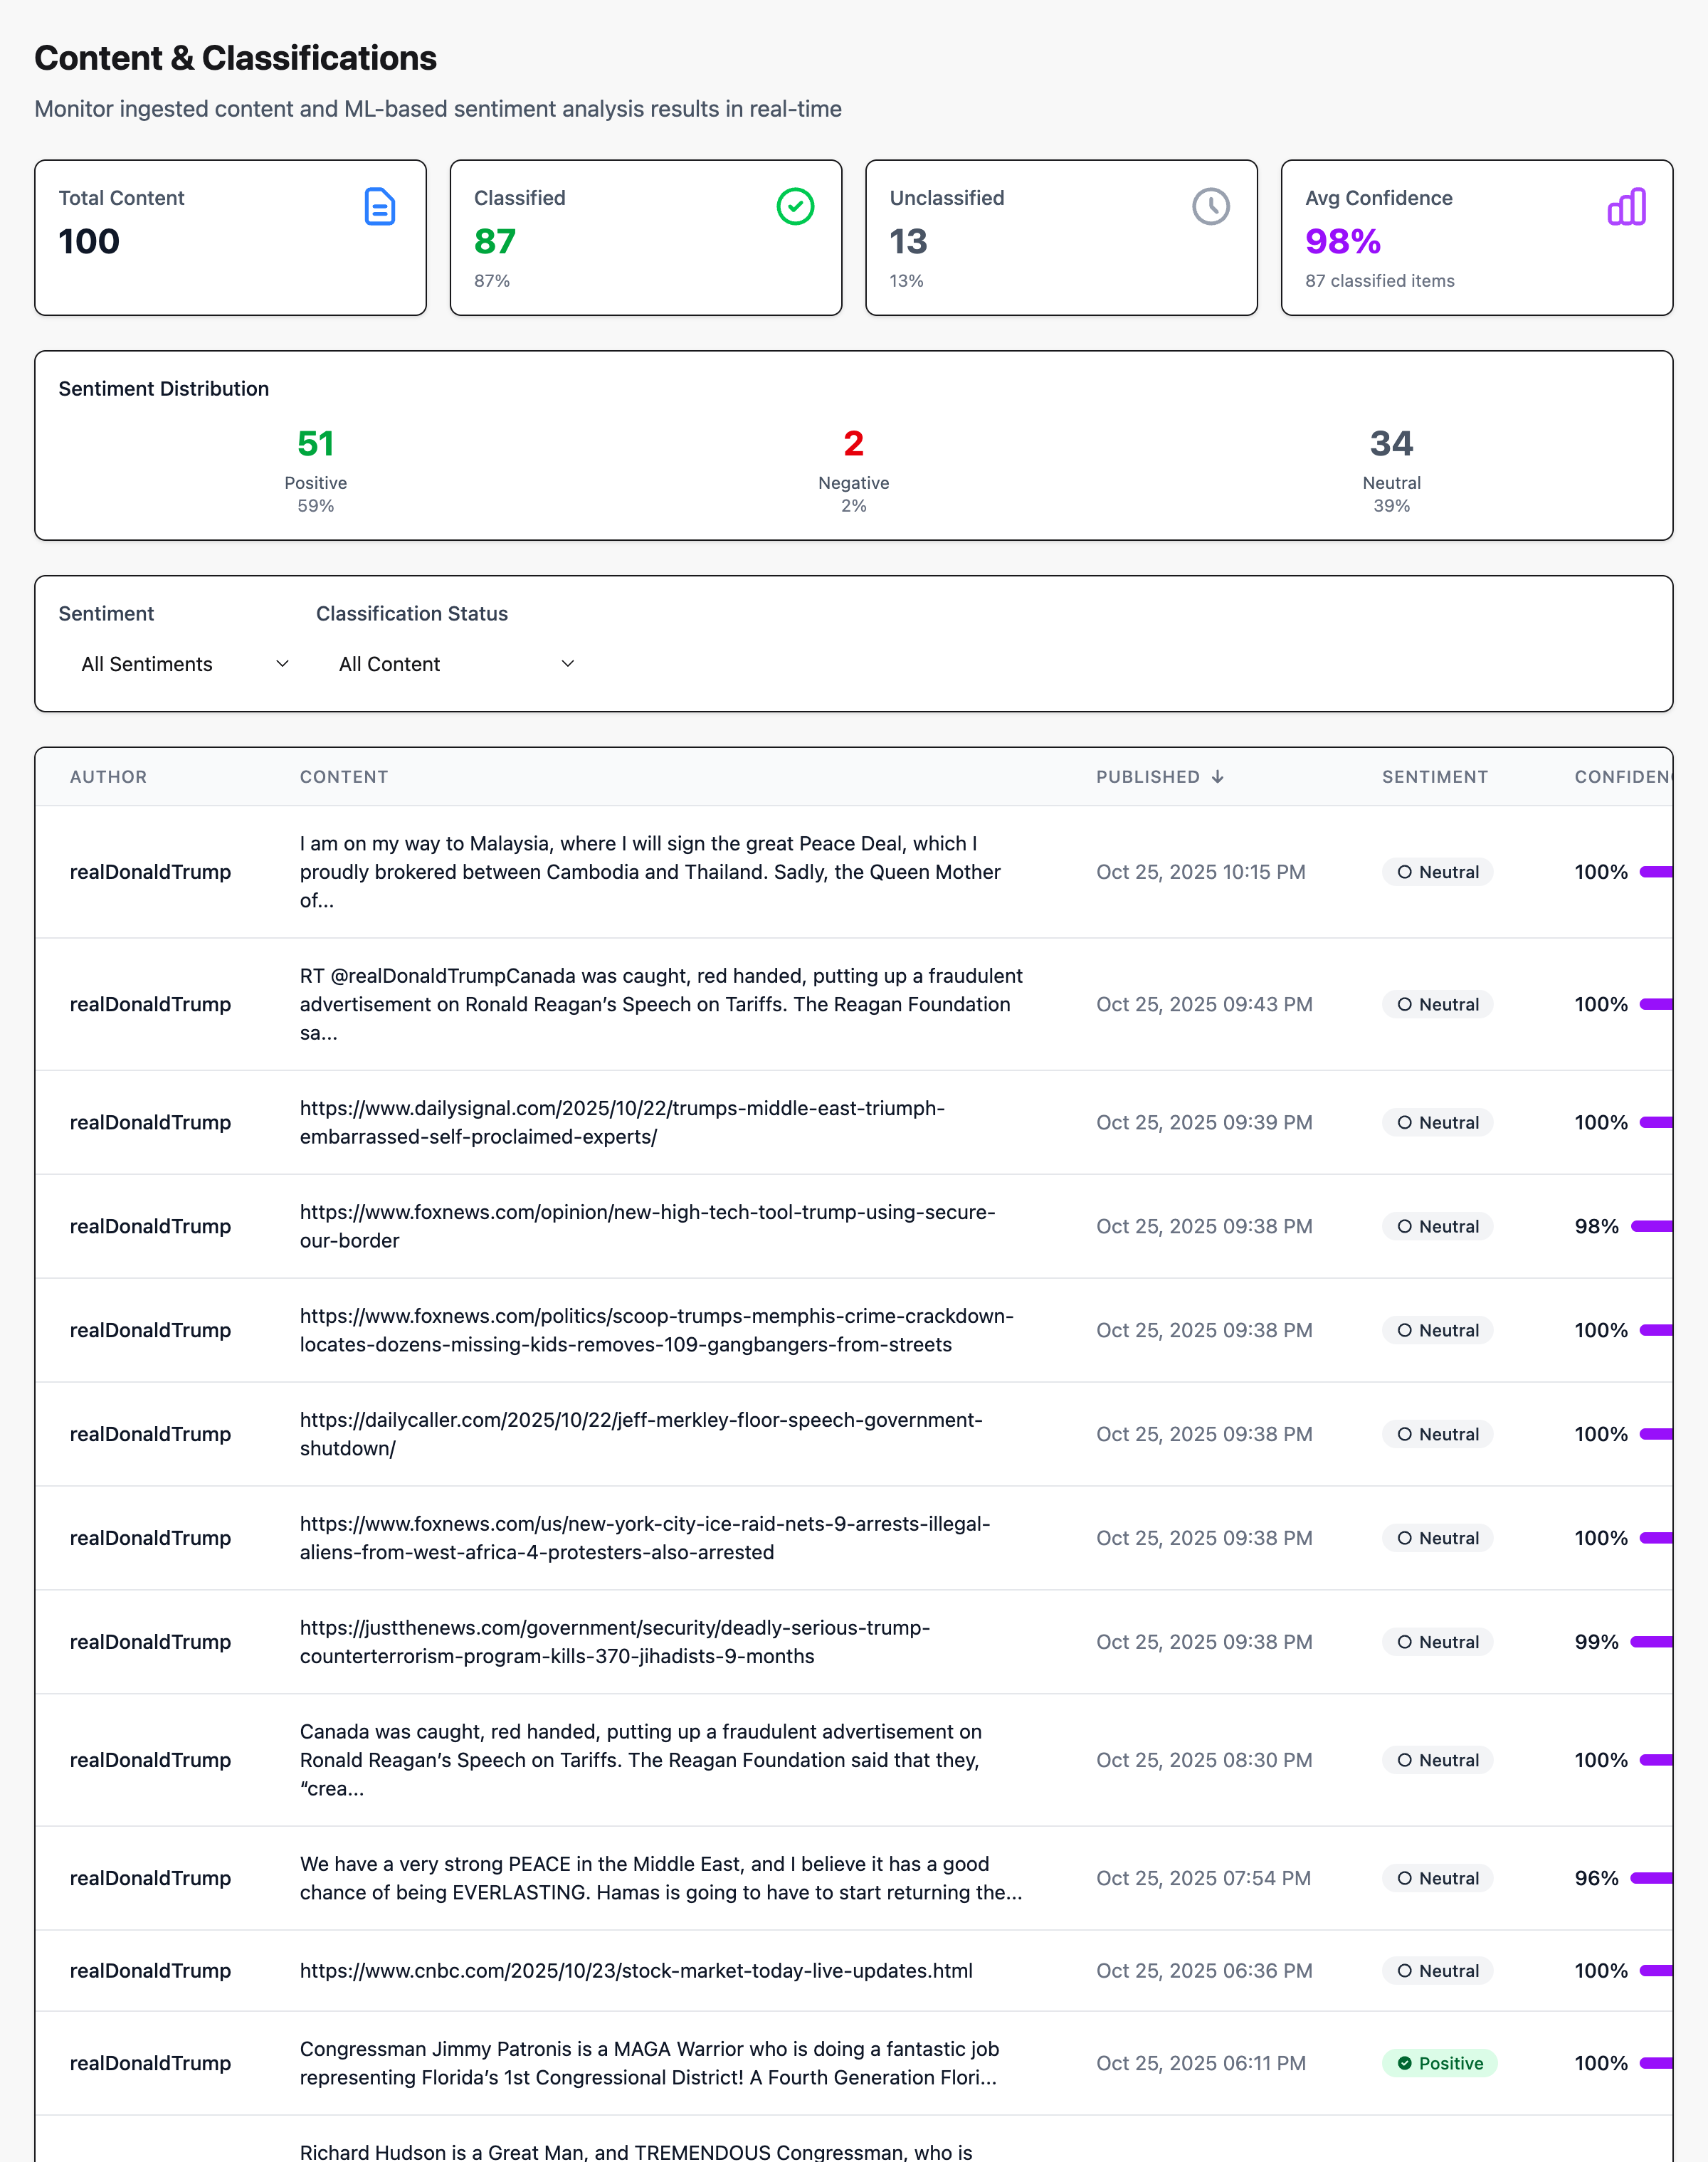 Content & Classifications
Monitor ingested content and ML-based sentiment analysis results in real-time
Total Content
100
Classified
87
87%
Unclassified
13
13%
Avg Confidence
98%
87 classified items
Sentiment Distribution
51
Positive
59%
2
Negative
2%
34
Neutral
39%
Sentiment
All Sentiments
Classification Status
All Content
AUTHOR CONTENT PUBLISHED ↓ SENTIMENT CONFIDEN
realDonaldTrump
I am on my way to Malaysia, where I will sign the great Peace Deal, which I
proudly brokered between Cambodia and Thailand. Sadly, the Queen Mother
of...
Oct 25, 2025 10:15 PM
Neutral
100%
realDonaldTrump
RT @realDonaldTrumpCanada was caught, red handed, putting up a fraudulent
advertisement on Ronald Reagan’s Speech on Tariffs. The Reagan Foundation
sa...
Oct 25, 2025 09:43 PM
Neutral
100%
realDonaldTrump
https://www.dailysignal.com/2025/10/22/trumps-middle-east-triumph-
embarrassed-self-proclaimed-experts/
Oct 25, 2025 09:39 PM
Neutral
100%
realDonaldTrump
https://www.foxnews.com/opinion/new-high-tech-tool-trump-using-secure-
our-border
Oct 25, 2025 09:38 PM
Neutral
98%
realDonaldTrump
https://www.foxnews.com/politics/scoop-trumps-memphis-crime-crackdown-
locates-dozens-missing-kids-removes-109-gangbangers-from-streets
Oct 25, 2025 09:38 PM
Neutral
100%
realDonaldTrump
https://dailycaller.com/2025/10/22/jeff-merkley-floor-speech-government-
shutdown/
Oct 25, 2025 09:38 PM
Neutral
100%
realDonaldTrump
https://www.foxnews.com/us/new-york-city-ice-raid-nets-9-arrests-illegal-
aliens-from-west-africa-4-protesters-also-arrested
Oct 25, 2025 09:38 PM
Neutral
100%
realDonaldTrump
https://justthenews.com/government/security/deadly-serious-trump-
counterterrorism-program-kills-370-jihadists-9-months
Oct 25, 2025 09:38 PM
Neutral
99%
realDonaldTrump
Canada was caught, red handed, putting up a fraudulent advertisement on
Ronald Reagan’s Speech on Tariffs. The Reagan Foundation said that they,
“crea...
Oct 25, 2025 08:30 PM
Neutral
100%
realDonaldTrump
We have a very strong PEACE in the Middle East, and I believe it has a good
chance of being EVERLASTING. Hamas is going to have to start returning the...
Oct 25, 2025 07:54 PM
Neutral
96%
realDonaldTrump
https://www.cnbc.com/2025/10/23/stock-market-today-live-updates.html
Oct 25, 2025 06:36 PM
Neutral
100%
realDonaldTrump
Congressman Jimmy Patronis is a MAGA Warrior who is doing a fantastic job
representing Florida’s 1st Congressional District! A Fourth Generation Flori...
Oct 25, 2025 06:11 PM
Positive
100%
Richard Hudson is a Great Man, and TREMENDOUS Congressman, who is